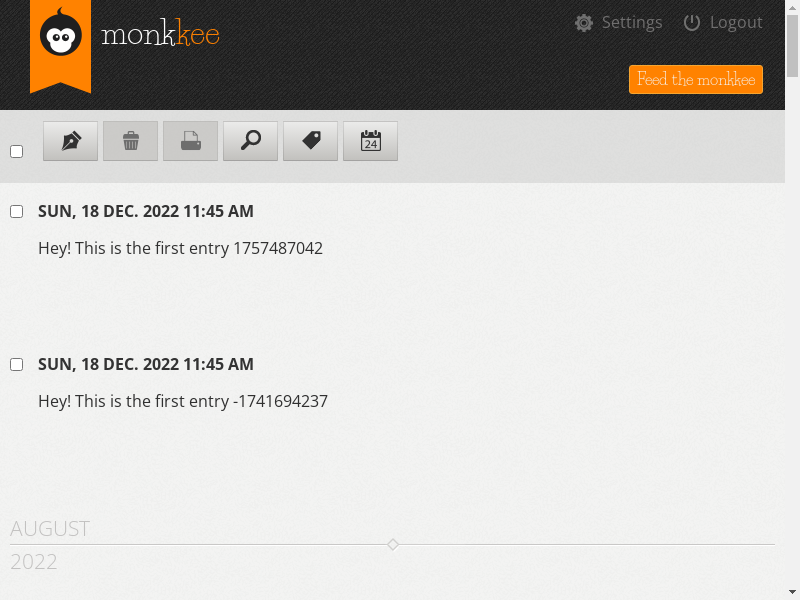 monkkee
Settings
Logout
Feed the monkkee
24
SUN, 18 DEC. 2022 11:45 AM
Hey! This is the first entry 1757487042
SUN, 18 DEC. 2022 11:45 AM
Hey! This is the first entry -1741694237
AUGUST
2022